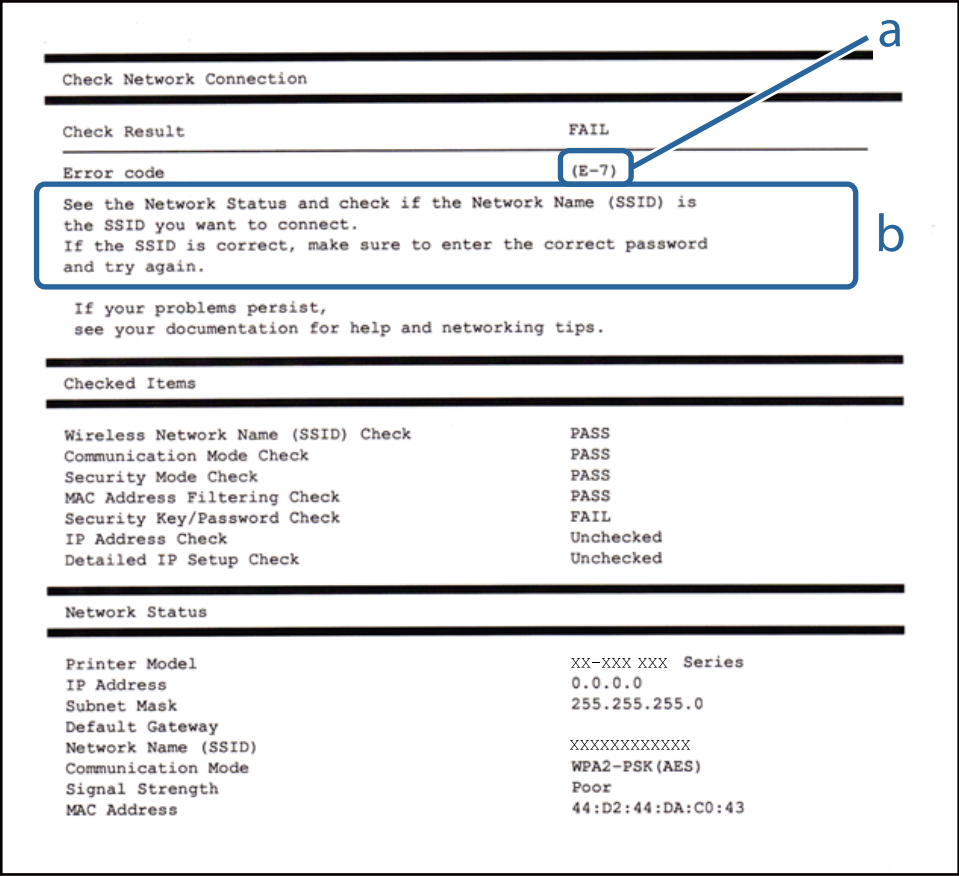 a
Check Network Connection
Check Result FAIL
Error code (E-7)
See the Network Status and check if the Network Name (SSID) is
the SSID you want to connect.
b
If the SSID is correct, make sure to enter the correct password
and try again.
If your problems persist,
see your documentation for help and networking tips.
Checked Items
Wireless Network Name (SSID) Check PASS
Communication Mode Check PASS
Security Mode Check PASS
MAC Address Filtering Check PASS
Security Key/Password Check FAIL
IP Address Check Unchecked
Detailed IP Setup Check Unchecked
Network Status
Printer Model XX-XXX XXX Series
IP Address 0.0.0.0
Subnet Mask 255.255.255.0
Default Gateway
Network Name (SSID) XXXXXXXXXXXX
Communication Mode WPA2-PSK(AES)
Signal Strength Poor
MAC Address 44:D2:44:DA:C0:43